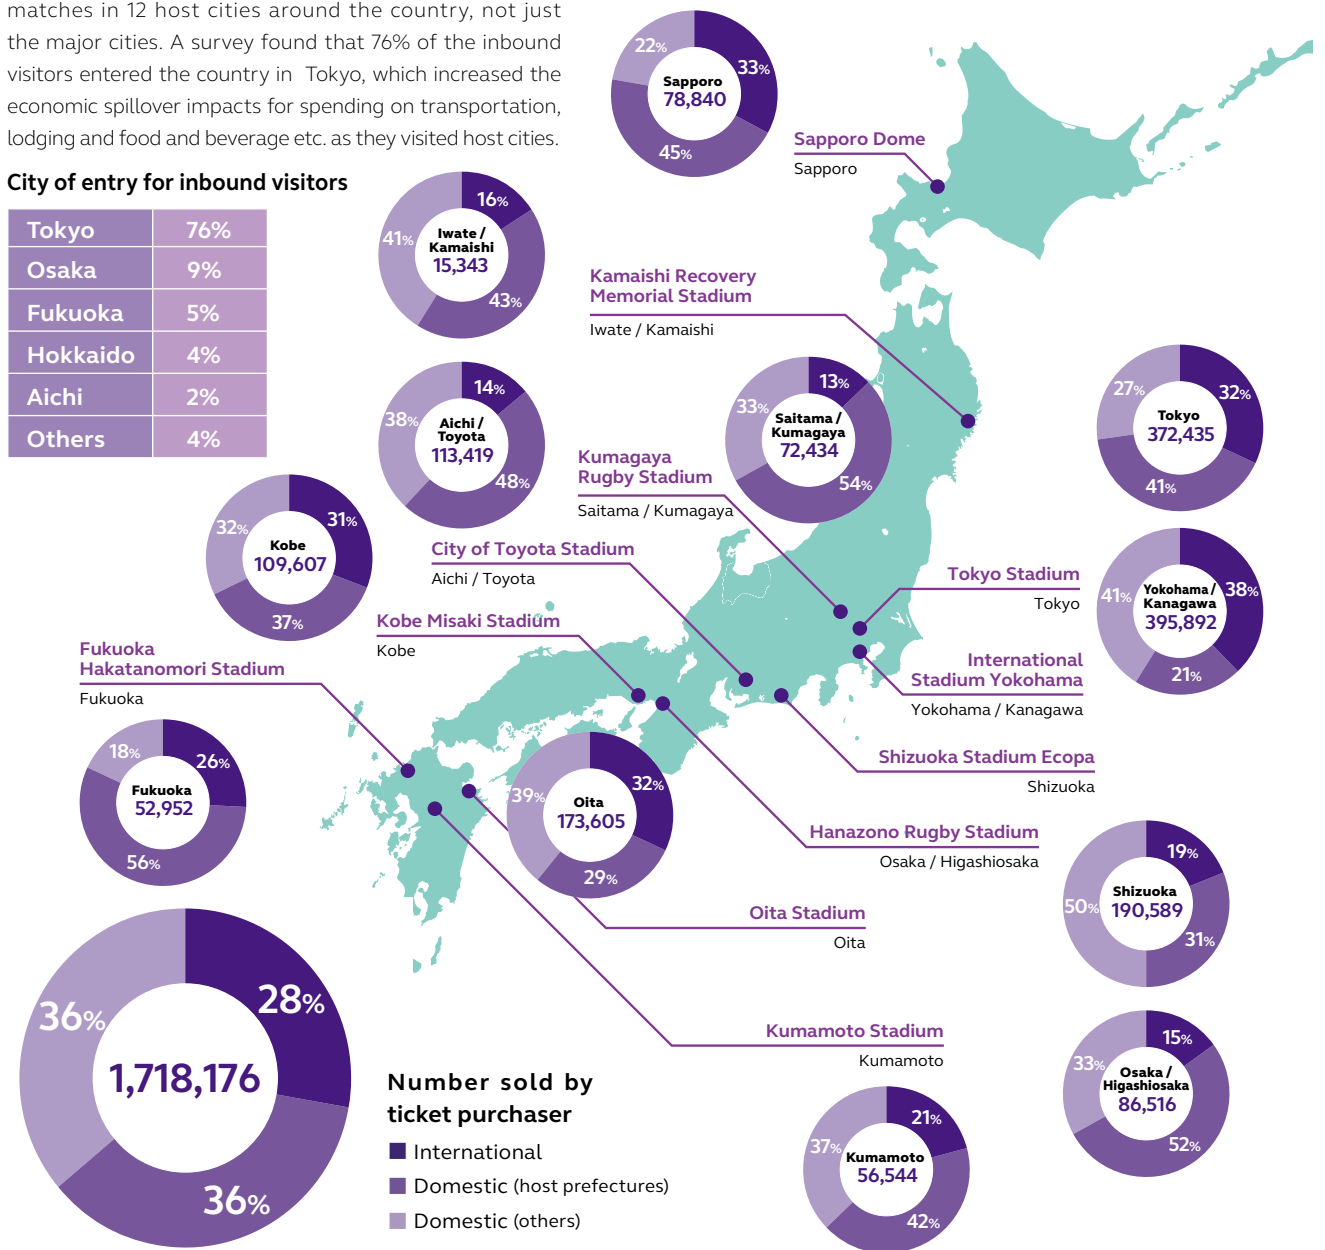 matches in 12 host cities around the country, not just
the major cities. A survey found that 76% of the inbound
visitors entered the country in Tokyo, which increased the
economic spillover impacts for spending on transportation,
lodging and food and beverage etc. as they visited host cities.
City of entry for inbound visitors
Tokyo 76%
Osaka 9%
Fukuoka 5%
Hokkaido 4%
Aichi 2%
Others 4%
22%
33%
Sapporo
78,840
45%
Sapporo Dome
Sapporo
16%
41%
Iwate /
Kamaishi
15,343
43%
Kamaishi Recovery
Memorial Stadium
Iwate / Kamaishi
14%
38%
Aichi /
Toyota
113,419
48%
13%
33%
Saitama /
Kumagaya
72,434
54%
Kumagaya
Rugby Stadium
Saitama / Kumagaya
27%
32%
Tokyo
372,435
41%
31%
32%
Kobe
109,607
37%
City of Toyota Stadium
Aichi / Toyota
Tokyo Stadium
Tokyo
41%
38%
Yokohama /
Kanagawa
395,892
21%
Kobe Misaki Stadium
Kobe
Fukuoka
Hakatanomori Stadium
Fukuoka
International
Stadium Yokohama
Yokohama / Kanagawa
18%
26%
Fukuoka
52,952
56%
39%
32%
Oita
173,605
29%
Shizuoka Stadium Ecopa
Shizuoka
Hanazono Rugby Stadium
Osaka / Higashiosaka
19%
50%
Shizuoka
190,589
31%
Oita Stadium
Oita
36%
28%
1,718,176
36%
Kumamoto Stadium
Kumamoto
15%
33%
Osaka /
Higashiosaka
86,516
52%
21%
37%
Kumamoto
56,544
42%
Number sold by
ticket purchaser
International
Domestic (host prefectures)
Domestic (others)